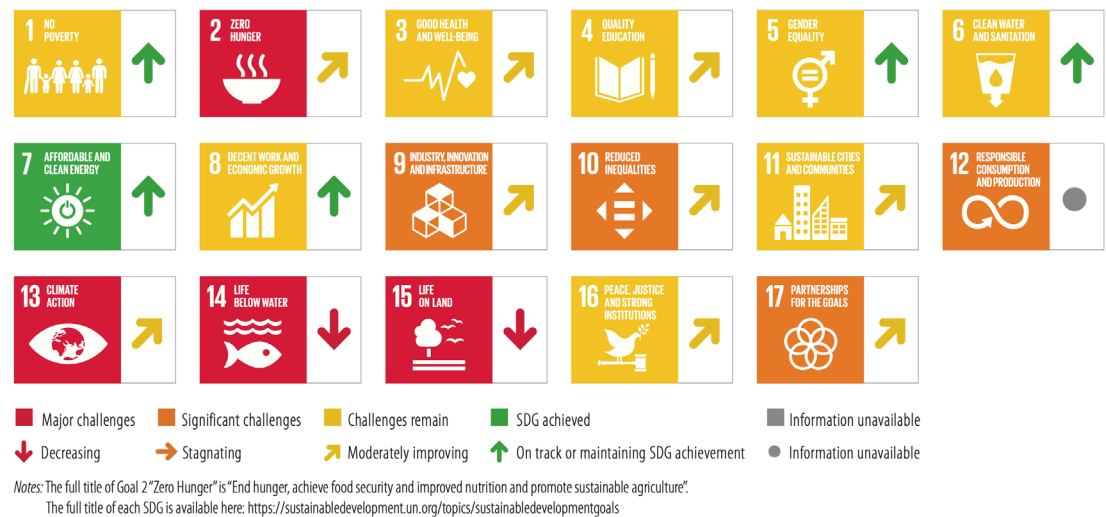 1 NO
POVERTY
2 ZERO
HUNGER
3 GOOD HEALTH
AND WELL-BEING
4 QUALITY
EDUCATION
5 GENDER
EQUALITY
6 CLEAN WATER
AND SANITATION
7 AFFORDABLE AND
CLEAN ENERGY
8 DECENT WORK AND
ECONOMIC GROWTH
9 INDUSTRY, INNOVATION
AND INFRASTRUCTURE
10 REDUCED
INEQUALITIES
11 SUSTAINABLE CITIES
AND COMMUNITIES
12 RESPONSIBLE
CONSUMPTION
AND PRODUCTION
13 CLIMATE
ACTION
14 LIFE
BELOW WATER
15 LIFE
ON LAND
16 PEACE, JUSTICE
AND STRONG
INSTITUTIONS
17 PARTNERSHIPS
FOR THE GOALS
Major challenges
Significant challenges
Challenges remain
SDG achieved
Information unavailable
Decreasing
Stagnating
Moderately improving
On track or maintaining SDG achievement
Information unavailable
Notes: The full title of Goal 2 “Zero Hunger” is “End hunger, achieve food security and improved nutrition and promote sustainable agriculture”.
The full title of each SDG is available here: https://sustainabledevelopment.un.org/topics/sustainabledevelopmentgoals